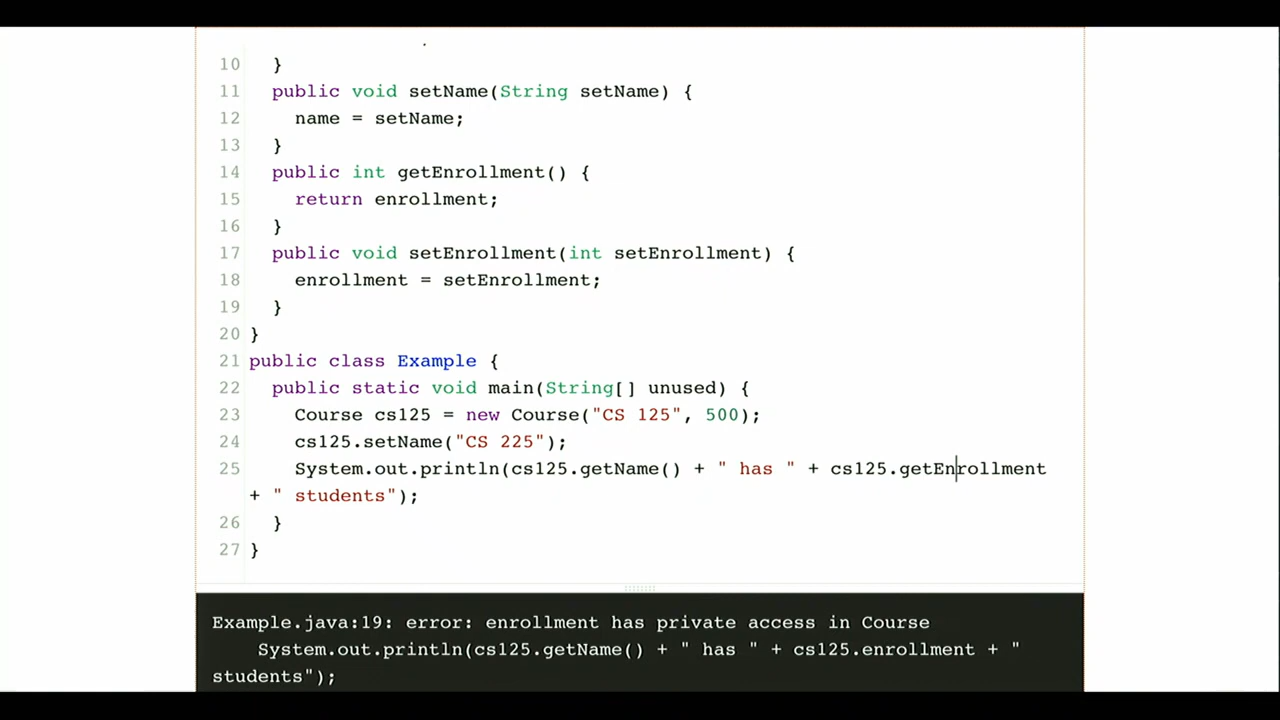 10   }
11   public void setName(String setName) {
12     name = setName;
13   }
14   public int getEnrollment() {
15     return enrollment;
16   }
17   public void setEnrollment(int setEnrollment) {
18     enrollment = setEnrollment;
19   }
20 }
21 public class Example {
22   public static void main(String[] unused) {
23     Course cs125 = new Course("CS 125", 500);
24     cs125.setName("CS 225");
25     System.out.println(cs125.getName() + " has " + cs125.getEnrollment
+ " students");
26   }
27 }
Example.java:19: error: enrollment has private access in Course
    System.out.println(cs125.getName() + " has " + cs125.enrollment + "
students");